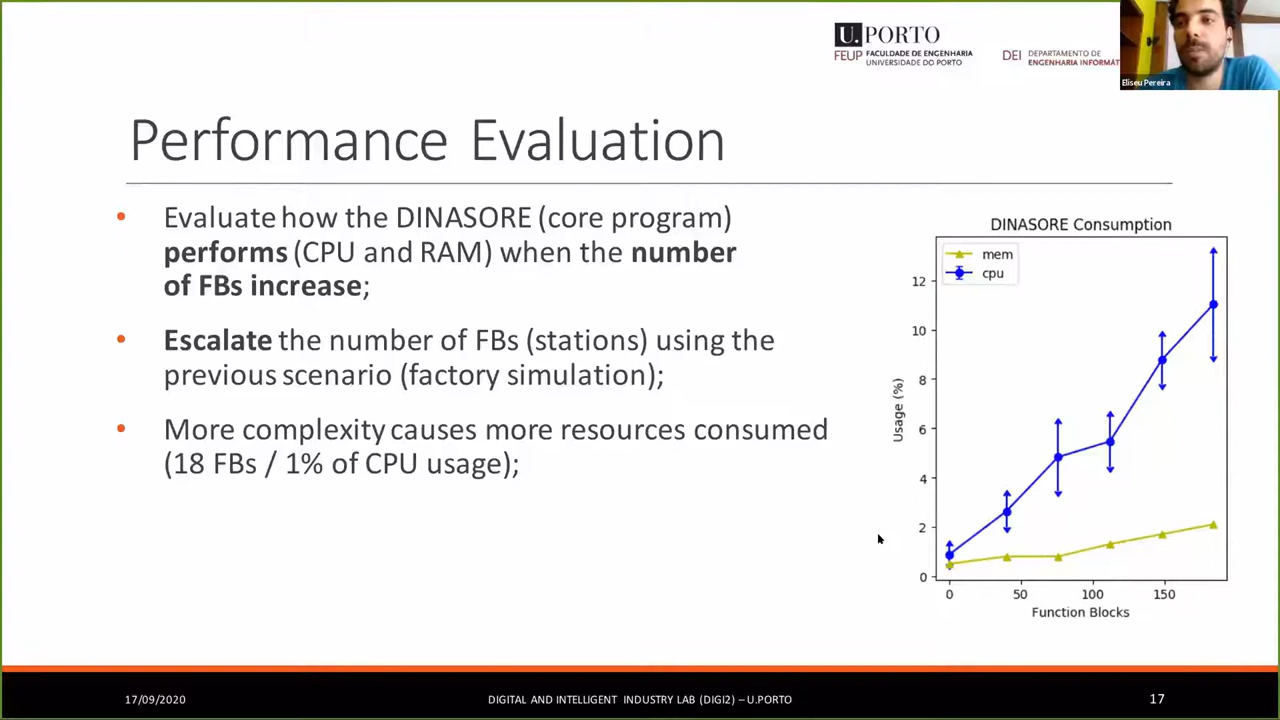 U.PORTO
FEUP FACULDADE DE ENGENHARIA
UNIVERSIDADE DO PORTO
DEI DEPARTAMENTO DE
ENGENHARIA INFORMÁT
Eliseu Pereira
Performance Evaluation
• Evaluate how the DINASORE (core program)
performs (CPU and RAM) when the number
of FBs increase;
• Escalate the number of FBs (stations) using the
previous scenario (factory simulation);
• More complexity causes more resources consumed
(18 FBs / 1% of CPU usage);
DINASORE Consumption
mem
cpu
12
10
8
6
4
2
0
Usage (%)
0 50 100 150
Function Blocks
17/09/2020 DIGITAL AND INTELLIGENT INDUSTRY LAB (DIGI2) – U.PORTO 17